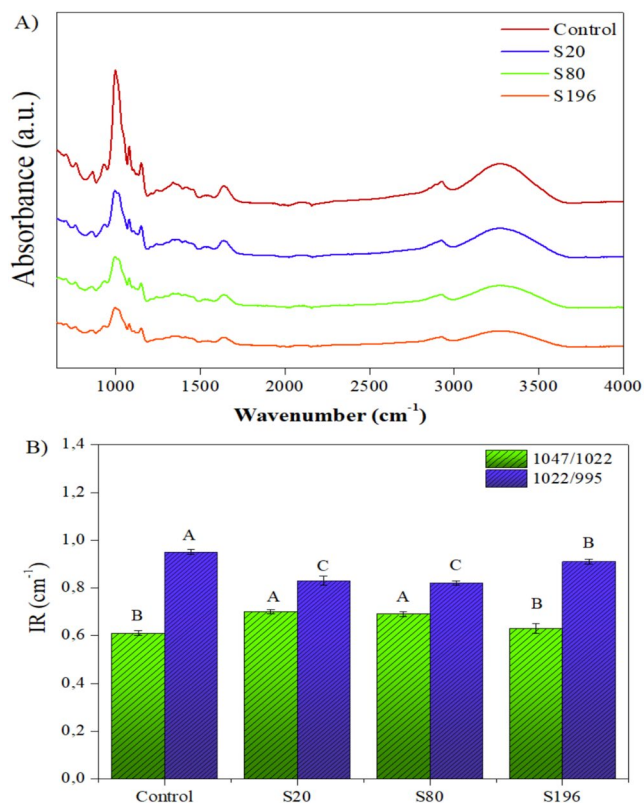 A)
Control
S20
S80
S196
Absorbance (a.u.)
1000 1500 2000 2500 3000 3500 4000
Wavenumber (cm⁻¹)
B)
1,4
1,2
1,0
0,8
0,6
0,4
0,2
0,0
IR (cm⁻¹)
1047/1022
1022/995
B A A C A C B B
Control S20 S80 S196